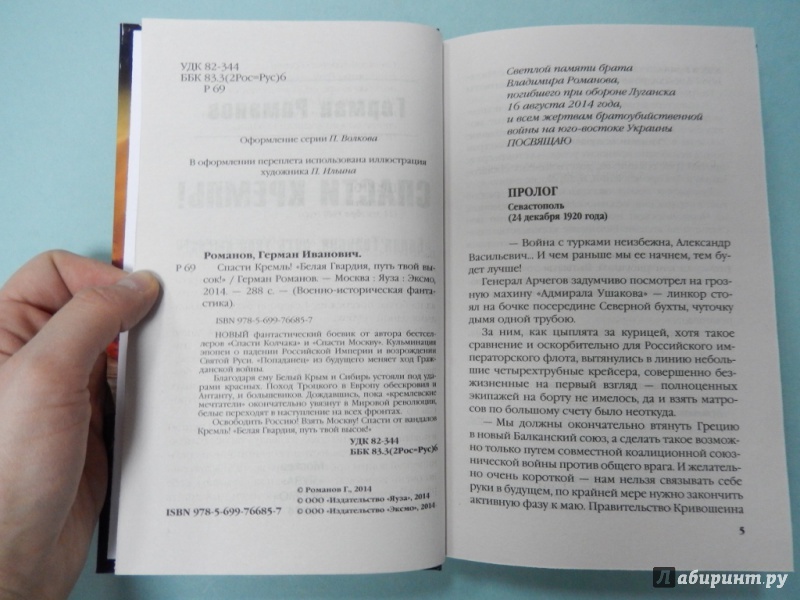 УДК 82-344
ББК 83.3(2Рос=Рус)6
Р 69
Оформление серии П. Волкова
В оформлении переплета использована иллюстрация
художника П. Ильина
Романов, Герман Иванович.
Р 69 Спасти Кремль! «Белая Гвардия, путь твой вы-
сок!» / Герман Романов. — Москва : Яуза : Эксмо,
2014. — 288 с. — (Военно-историческая фанта-
стика).
ISBN 978-5-699-76685-7
НОВЫЙ фантастический боевик от автора бестсел-
леров «Спасти Колчака» и «Спасти Москву». Кульминация
эпопеи о падении Российской Империи и возрождения
Святой Руси. «Попаданец» из будущего меняет ход Граж-
данской войны.
Благодаря ему Белый Крым и Сибирь устояли под уда-
рами красных. Поход Троцкого в Европу обескровил и
Антанту, и большевиков. Дождавшись, пока «кремлевские
мечтатели» окончательно увязнут в Мировой революции,
белые переходят в наступление на всех фронтах.
Освободить Россию! Взять Москву! Спасти от вандалов
Кремль! «Белая Гвардия, путь твой высок!»
УДК 82-344
ББК 83.3(2Рос=Рус)6
© Романов Г., 2014
© ООО «Издательство «Яуза», 2014
ISBN 978-5-699-76685-7 © ООО «Издательство «Эксмо», 2014
Светлой памяти брата
Владимира Романова,
погибшего при обороне Луганска
16 августа 2014 года,
и всем жертвам братоубийственной
войны на юго-востоке Украины
ПОСВЯЩАЮ
ПРОЛОГ
Севастополь
(24 декабря 1920 года)
— Война с турками неизбежна, Александр
Васильевич... И чем раньше мы ее начнем, тем бу-
дет лучше!
Генерал Арчегов задумчиво посмотрел на гроз-
ную махину «Адмирала Ушакова» — линкор сто-
ял на бочке посередине Северной бухты, чуточку
дымя одной трубою.
За ним, как цыплята за курицей, хотя такое
сравнение и оскорбительно для Российского им-
ператорского флота, вытянулись в линию неболь-
шие четырехтрубные крейсера, совершенно без-
жизненные на первый взгляд — полноценных
экипажей на борту не имелось, да и взять матро-
сов по большому счету было неоткуда.
— Мы должны окончательно втянуть Грецию
в новый Балканский союз, а сделать такое возмож-
но только путем совместной коалиционной союз-
нической войны против общего врага. И желатель-
но очень короткой — нам нельзя связывать себе
руки в будущем, по крайней мере нужно закончить
активную фазу к маю. Правительство Кривошеина
5
Лабиринт.ру